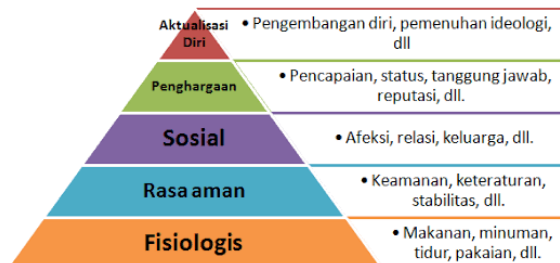 Aktualisasi
Diri
• Pengembangan diri, pemenuhan ideologi,
dll
Penghargaan
• Pencapaian, status, tanggung jawab,
reputasi, dll.
Sosial
• Afeksi, relasi, keluarga, dll.
Rasa aman
• Keamanan, keteraturan,
stabilitas, dll.
Fisiologis
• Makanan, minuman,
tidur, pakaian, dll.